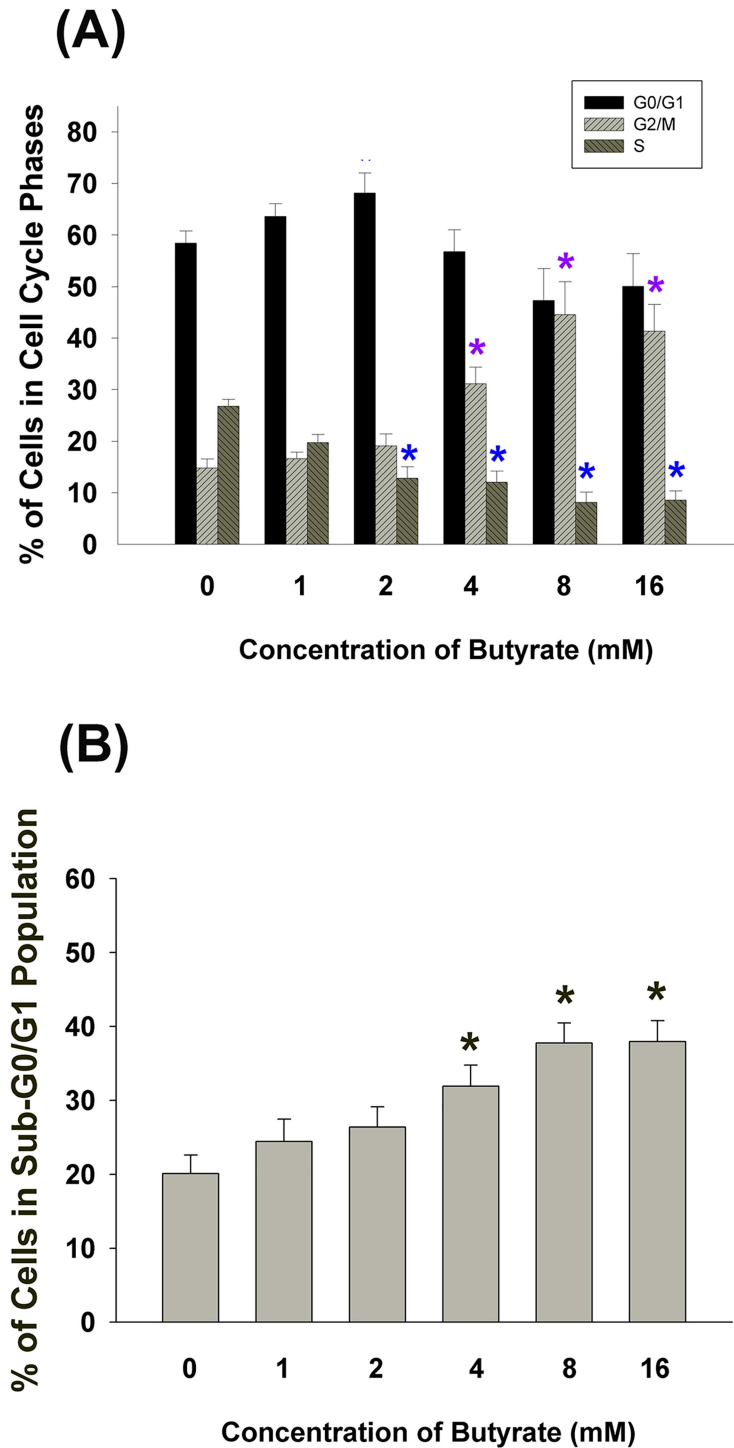 (A)
% of Cells in Cell Cycle Phases
G0/G1
G2/M
S
80
70
60
50
40
30
20
10
0
* * *
* * * *
0 1 2 4 8 16
Concentration of Butyrate (mM)
(B)
% of Cells in Sub-G0/G1 Population
60
50
40
30
20
10
0
* * *
0 1 2 4 8 16
Concentration of Butyrate (mM)